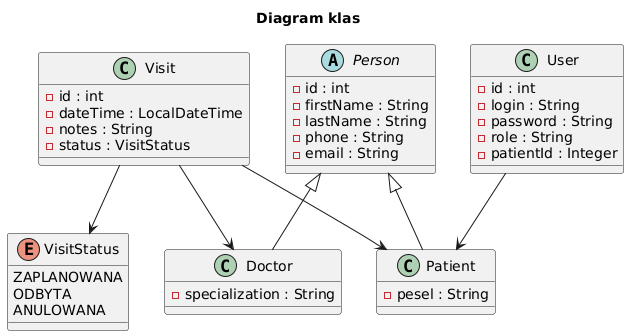 Diagram klas
C Visit
id : int
dateTime : LocalDateTime
notes : String
status : VisitStatus
A Person
id : int
firstName : String
lastName : String
phone : String
email : String
C User
id : int
login : String
password : String
role : String
patientId : Integer
E VisitStatus
ZAPLANOWANA
ODBYTA
ANULOWANA
C Doctor
specialization : String
C Patient
pesel : String